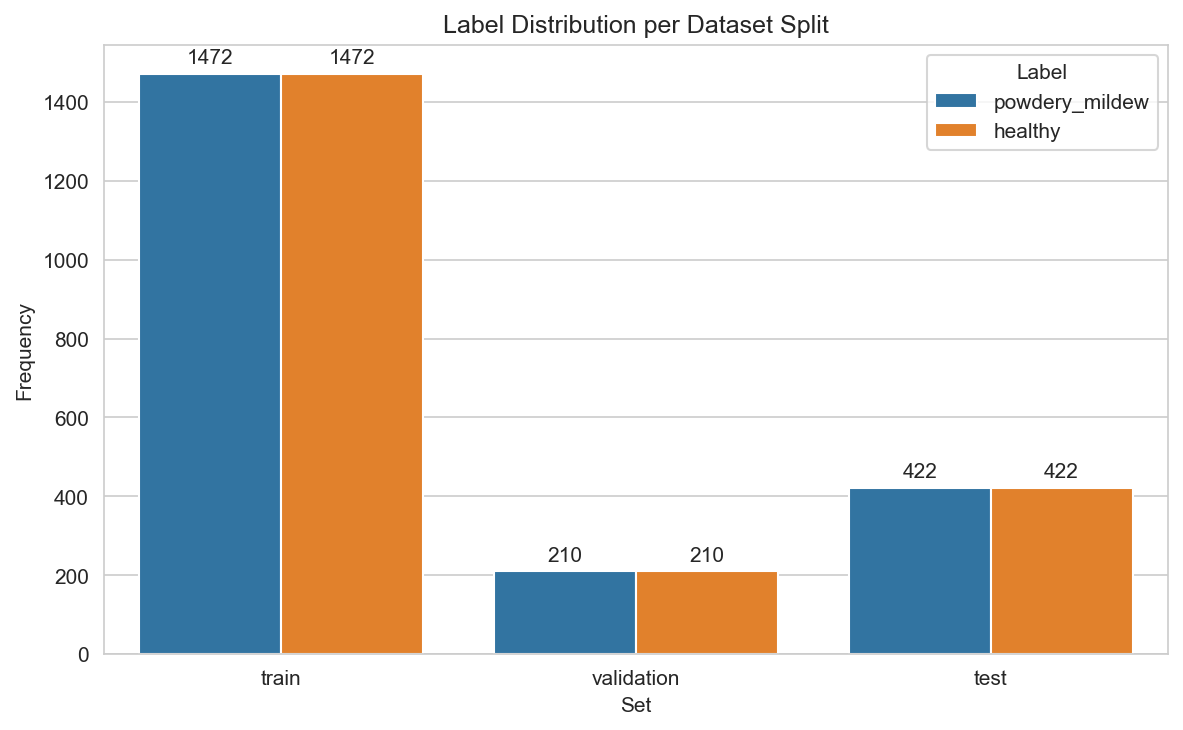 Label Distribution per Dataset Split
1472 1472
Label
powdery_mildew
healthy
1400
1200
1000
800
600
422 422
400
210 210
200
0
Frequency
train validation test
Set